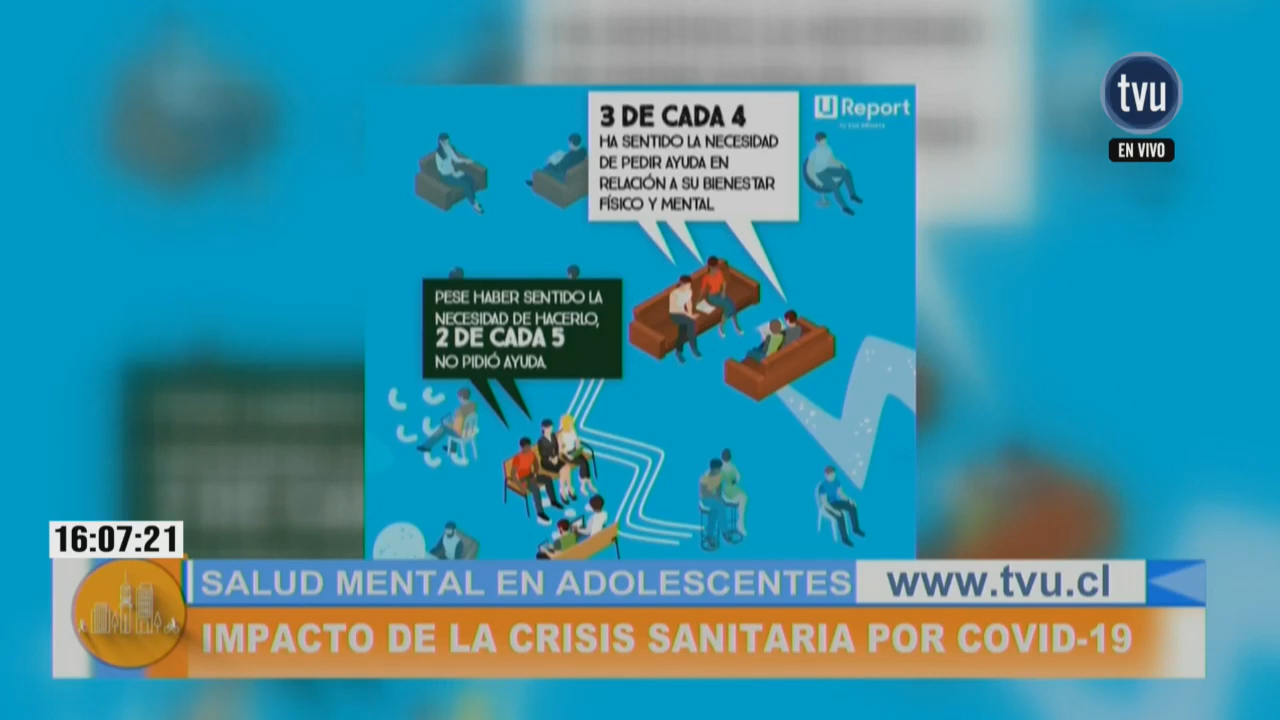 tvu
EN VIVO
U Report
3 DE CADA 4
HA SENTIDO LA NECESIDAD
DE PEDIR AYUDA EN
RELACIÓN A SU BIENESTAR
FÍSICO Y MENTAL
PESE HABER SENTIDO LA
NECESIDAD DE HACERLO,
2 DE CADA 5
NO PIDIÓ AYUDA.
16:07:21
SALUD MENTAL EN ADOLESCENTES
www.tvu.cl
IMPACTO DE LA CRISIS SANITARIA POR COVID-19